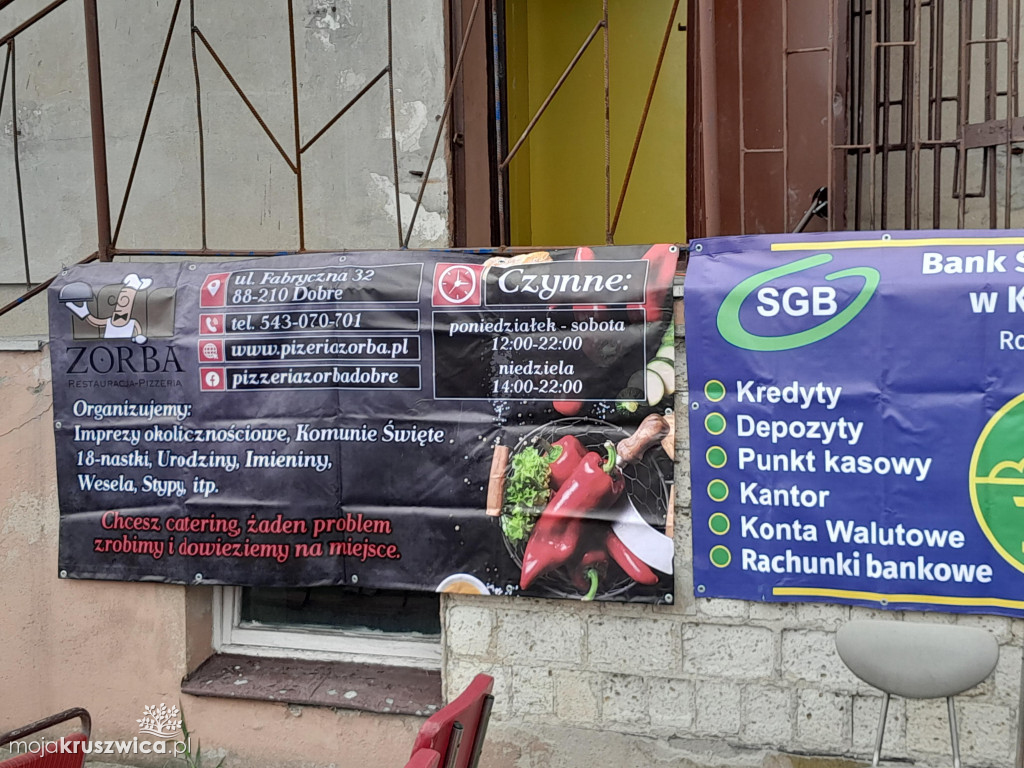 ZORBA
RESTAURACJA-PIZZERIA
ul. Fabryczna 32
88-210 Dobre
tel. 543-070-701
www.pizeriazorba.pl
pizzeriazorbadobre
Czynne:
poniedziałek - sobota
12:00-22:00
niedziela
14:00-22:00
Organizujemy:
Imprezy okolicznościowe, Komunie Święte .
18-nastki, Urodziny, Imieniny,
Wesela, Stypy, itp.
Chcesz catering, żaden problem
zrobimy i dowieziemy na miejsce.
SGB
Bank S
w K
Ro
Kredyty
Depozyty
Punkt kasowy
Kantor
Konta Walutowe
Rachunki bankowe
mojakruszwica.pl